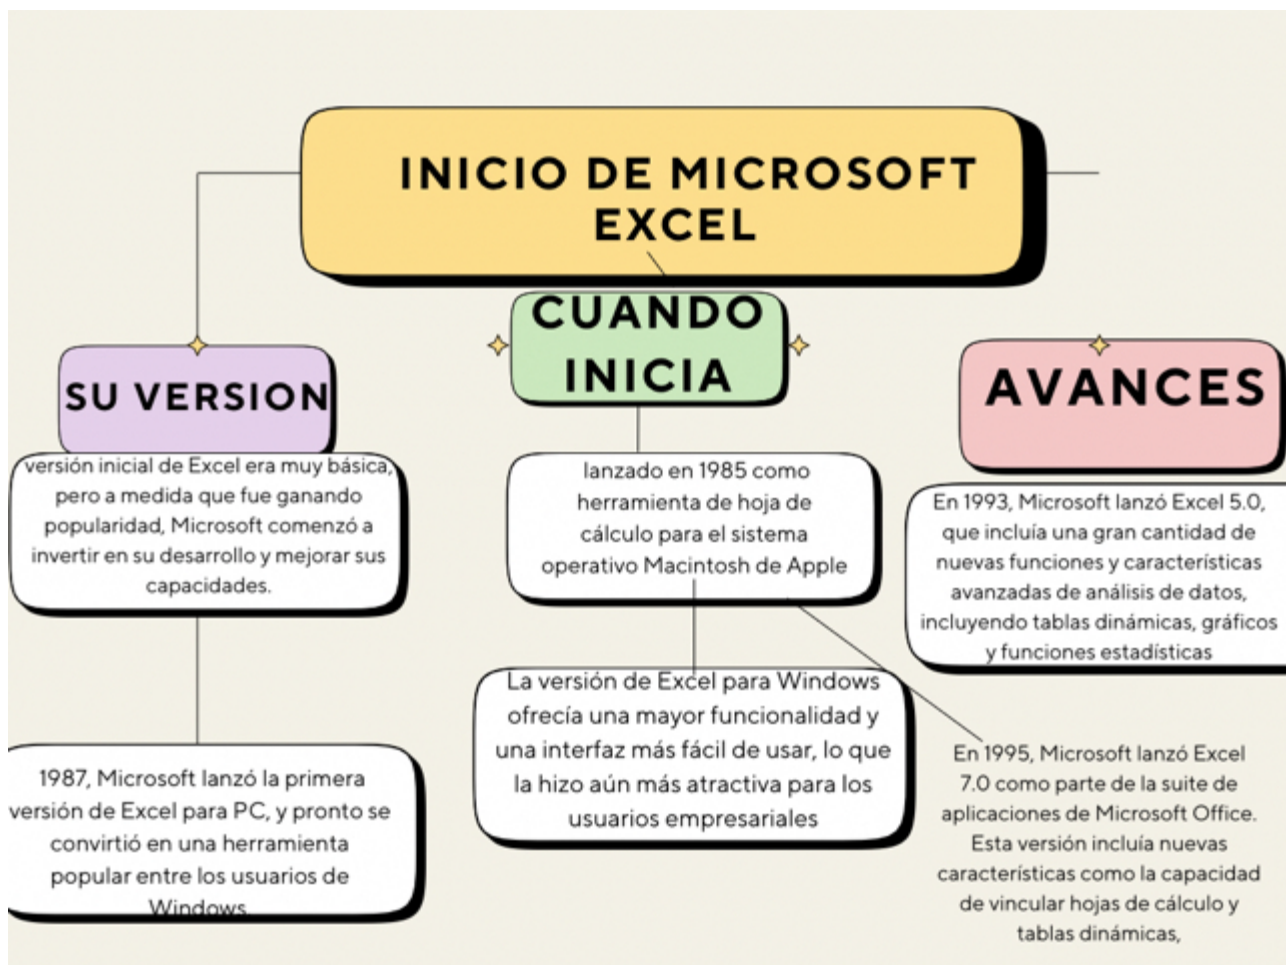 INICIO DE MICROSOFT
EXCEL
SU VERSION
versión inicial de Excel era muy básica,
pero a medida que fue ganando
popularidad, Microsoft comenzó a
invertir en su desarrollo y mejorar sus
capacidades.
1987, Microsoft lanzó la primera
versión de Excel para PC, y pronto se
convirtió en una herramienta
popular entre los usuarios de
Windows
CUANDO
INICIA
lanzado en 1985 como
herramienta de hoja de
cálculo para el sistema
operativo Macintosh de Apple
La versión de Excel para Windows
ofrecía una mayor funcionalidad y
una interfaz más fácil de usar, lo que
la hizo aún más atractiva para los
usuarios empresariales
AVANCES
En 1993, Microsoft lanzó Excel 5.0,
que incluía una gran cantidad de
nuevas funciones y características
avanzadas de análisis de datos,
incluyendo tablas dinámicas, gráficos
y funciones estadísticas
En 1995, Microsoft lanzó Excel
7.0 como parte de la suite de
aplicaciones de Microsoft Office.
Esta versión incluía nuevas
características como la capacidad
de vincular hojas de cálculo y
tablas dinámicas,